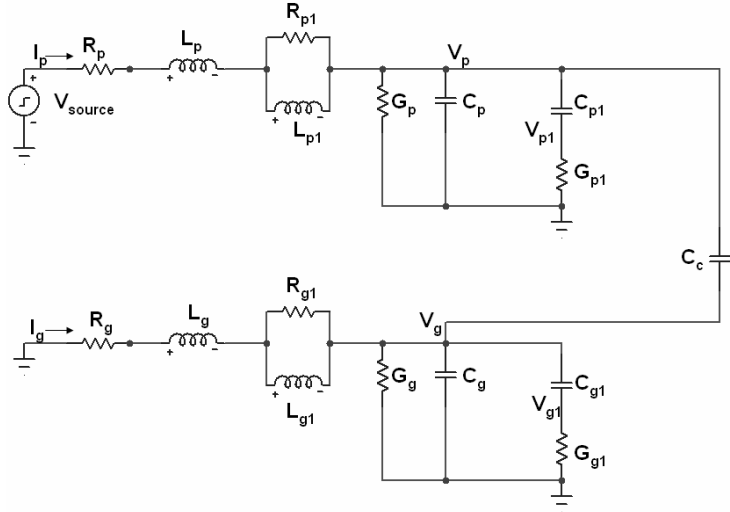 R_p1
I_p
R_p
L_p
V_p
+
+
-
V_source
-
G_p
C_p
C_p1
+
-
L_p1
V_p1
G_p1
C_c
R_g1
I_g
R_g
L_g
V_g
+
-
+
-
L_g1
G_g
C_g
C_g1
V_g1
G_g1